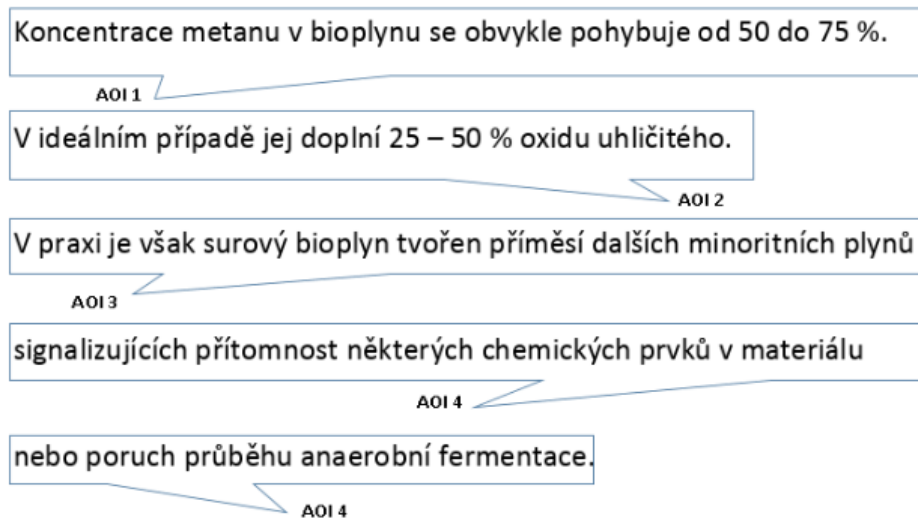 Koncentrace metanu v bioplynu se obvykle pohybuje od 50 do 75 %.
AOI 1
V ideálním případě jej doplní 25 – 50 % oxidu uhličitého.
AOI 2
V praxi je však surový bioplyn tvořen příměsí dalších minoritních plynů
AOI 3
signalizujících přítomnost některých chemických prvků v materiálu
AOI 4
nebo poruch průběhu anaerobní fermentace.
AOI 4